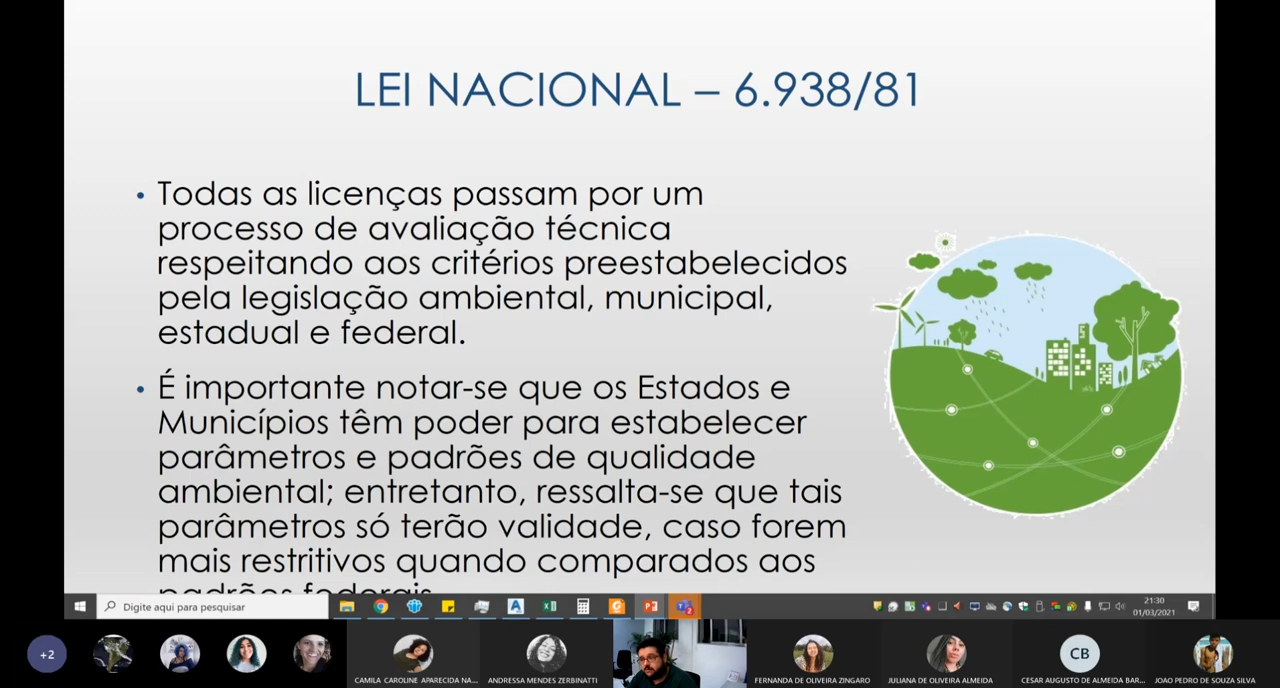 LEI NACIONAL – 6.938/81
• Todas as licenças passam por um
processo de avaliação técnica
respeitando aos critérios preestabelecidos
pela legislação ambiental, municipal,
estadual e federal.
• É importante notar-se que os Estados e
Municípios têm poder para estabelecer
parâmetros e padrões de qualidade
ambiental; entretanto, ressalta-se que tais
parâmetros só terão validade, caso forem
mais restritivos quando comparados aos
padrões federais
Digite aqui para pesquisar
21:30
01/03/2021
+2
CAMILA CAROLINE APARECIDA NA...
ANDRESSA MENDES ZERBINATTI
FERNANDA DE OLIVEIRA ZINGARO
JULIANA DE OLIVEIRA ALMEIDA
CB
CESAR AUGUSTO DE ALMEIDA BAR...
JOAO PEDRO DE SOUZA SILVA